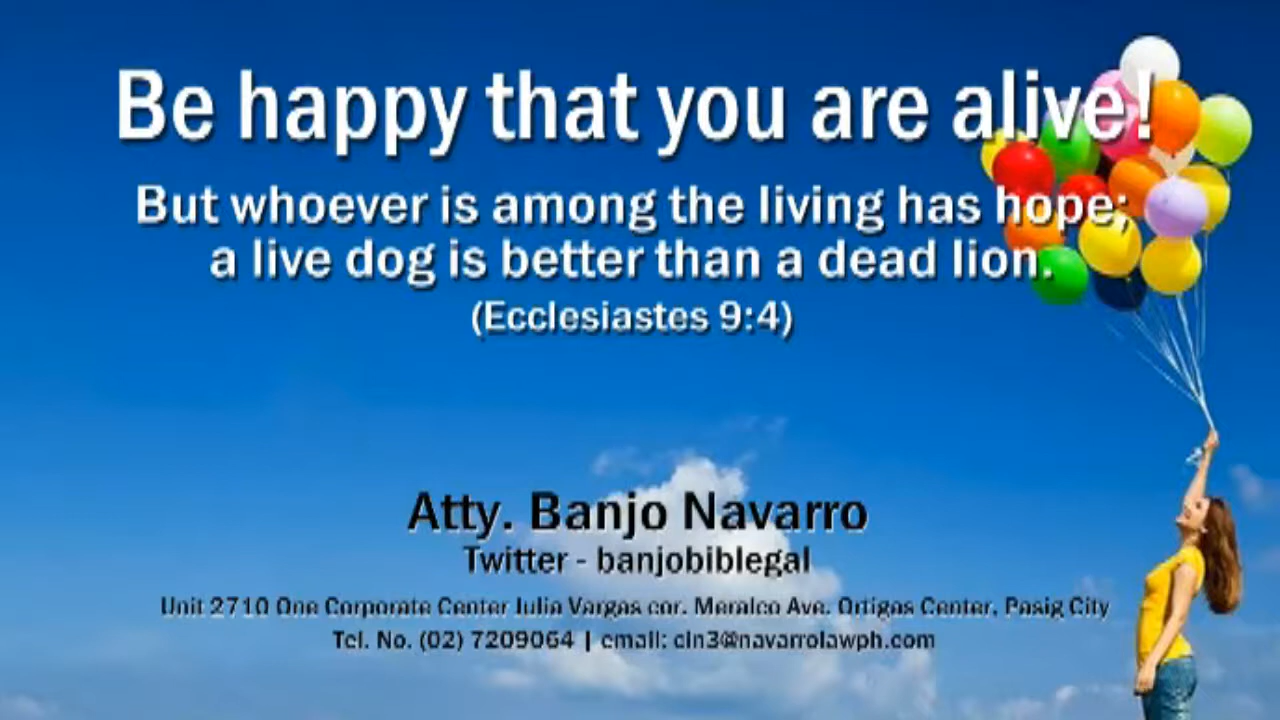 Be happy that you are alive!
But whoever is among the living has hope;
a live dog is better than a dead lion.
(Ecclesiastes 9:4)
Atty. Banjo Navarro
Twitter - banjobiblegal
Unit 2710 One Corporate Center Julia Vargas cor. Meralco Ave. Ortigas Center, Pasig City
Tel. No. (02) 7209064 | email: cln3@navarrolawph.com